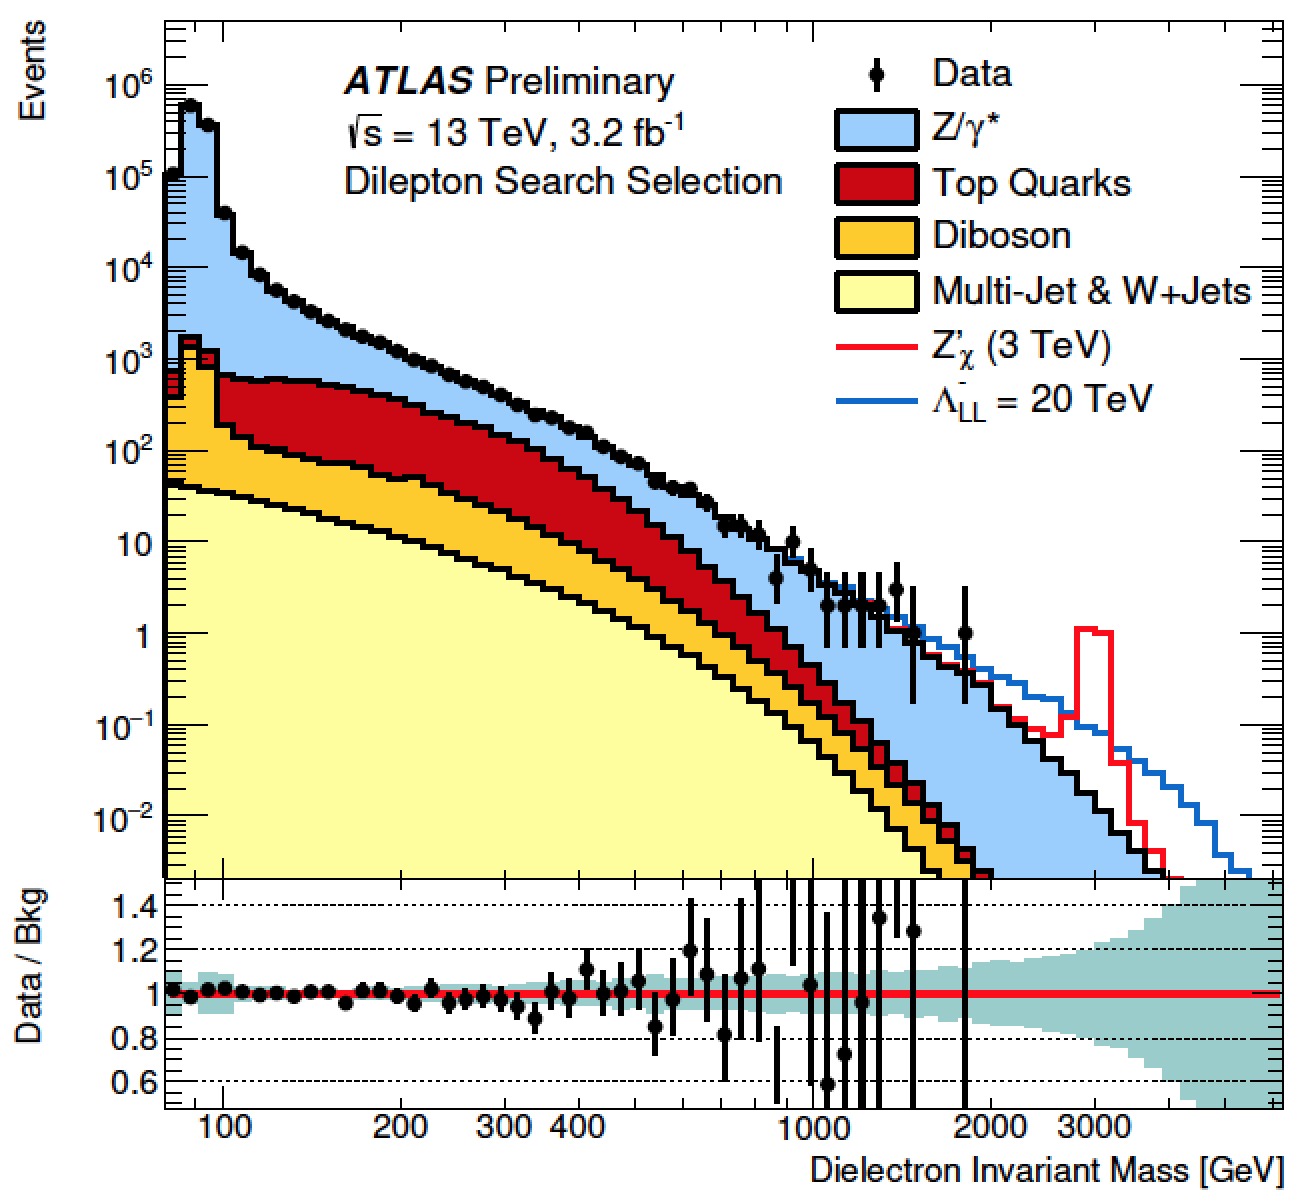 Events
10⁶
10⁵
10⁴
10³
10²
10
1
10⁻¹
10⁻²
ATLAS Preliminary
√s = 13 TeV, 3.2 fb⁻¹
Dilepton Search Selection
Data
Z/γ*
Top Quarks
Diboson
Multi-Jet & W+Jets
Z'χ (3 TeV)
Λ⁻LL = 20 TeV
Data / Bkg
1.4
1.2
1
0.8
0.6
100 200 300 400 1000 2000 3000
Dielectron Invariant Mass [GeV]